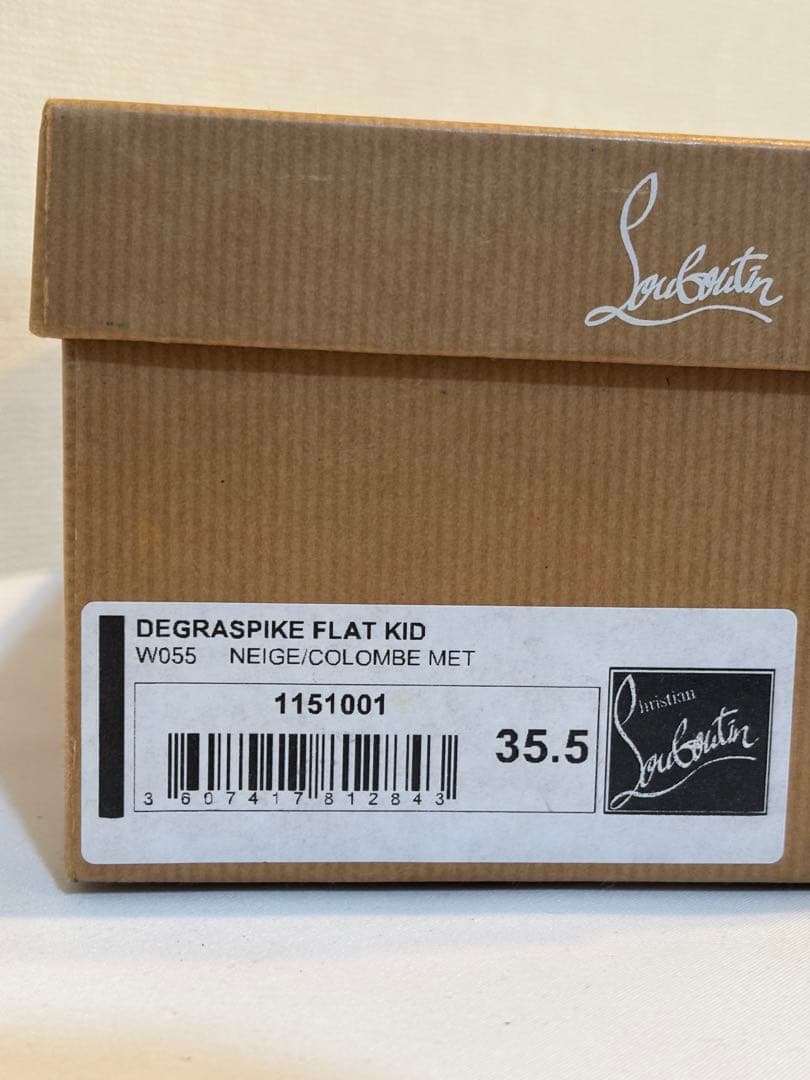 Louboutin
DEGRASPIKE FLAT KID
W055 NEIGE/COLOMBE MET
1151001
35.5
3 607417 812843
Christian
Louboutin